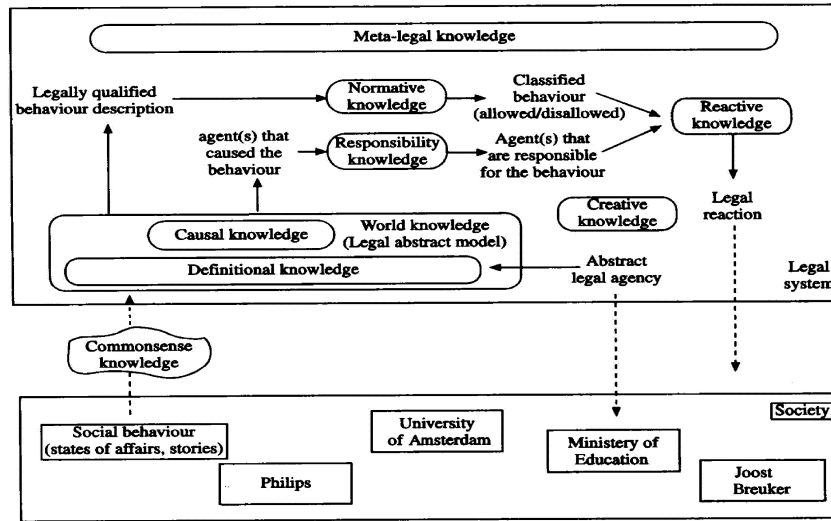 Meta-legal knowledge
Legally qualified
behaviour description
Normative
knowledge
Classified
behaviour
(allowed/disallowed)
Reactive
knowledge
agent(s) that
caused the
behaviour
Responsibility
knowledge
Agent(s) that
are responsible
for the behaviour
Creative
knowledge
Legal
reaction
Causal knowledge
World knowledge
(Legal abstract model)
Definitional knowledge
Abstract
legal agency
Legal
system
Commonsense
knowledge
Society
Social behaviour
(states of affairs, stories)
University
of Amsterdam
Ministery of
Education
Philips
Joost
Breuker